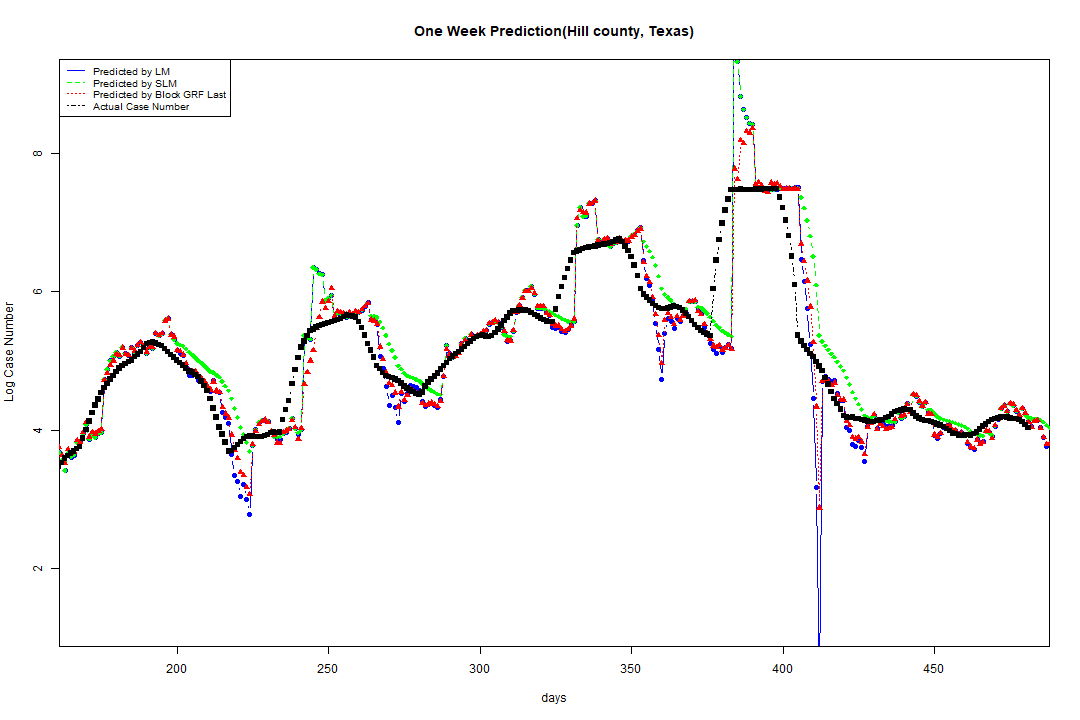 One Week Prediction(Hill county, Texas)
Predicted by LM
Predicted by SLM
Predicted by Block GRF Last
Actual Case Number
8
6
4
2
Log Case Number
200 250 300 350 400 450
days